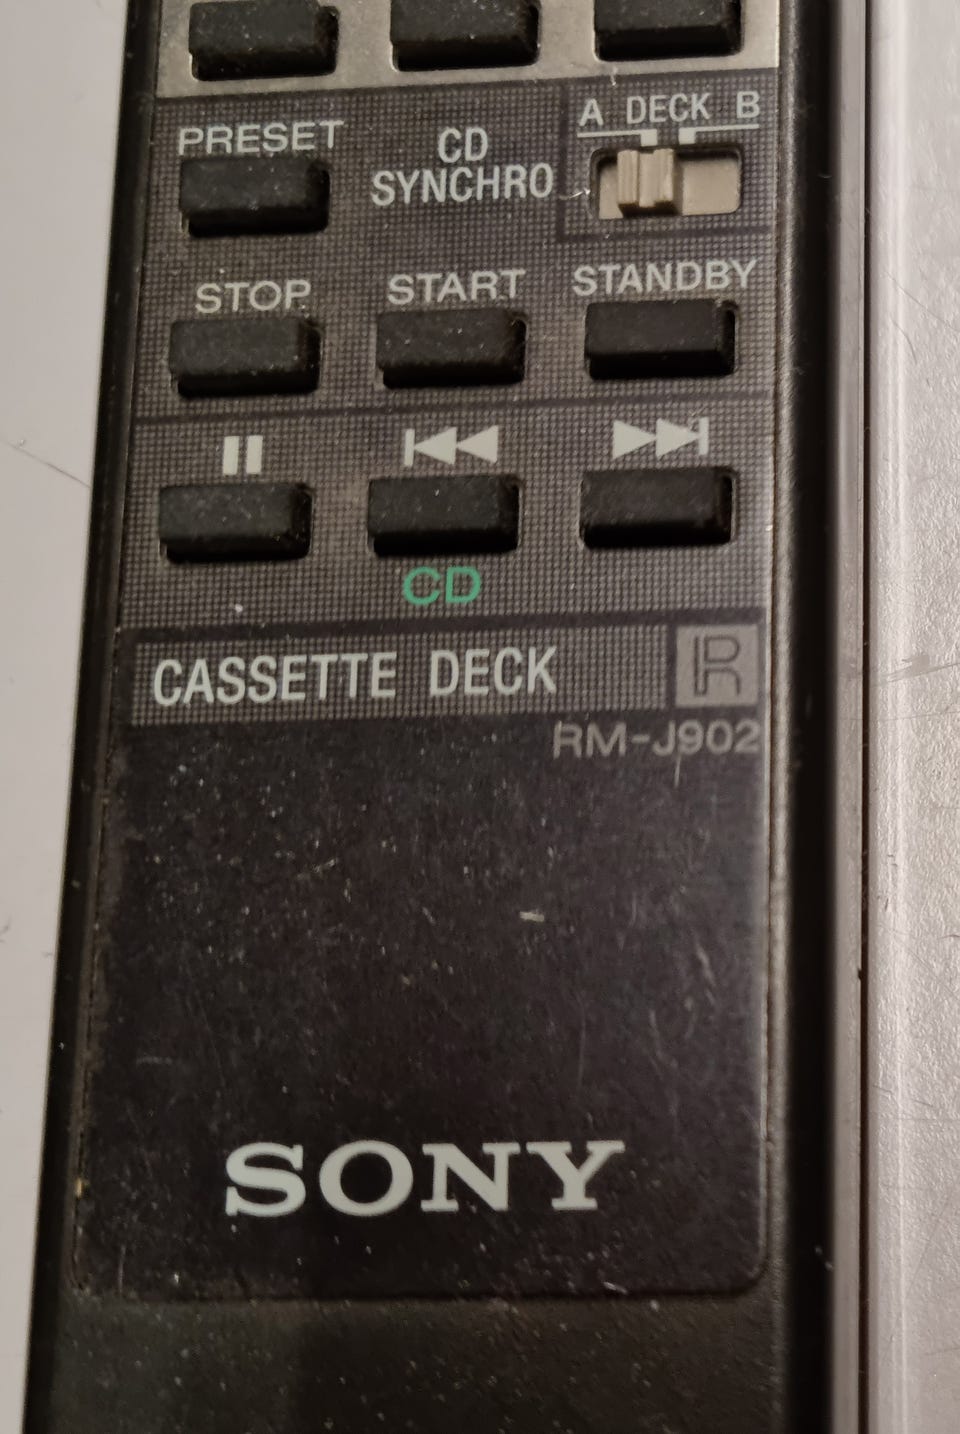 A DECK B
PRESET
CD
SYNCHRO
STOP START STANDBY
CD
CASSETTE DECK R
RM-J902
SONY